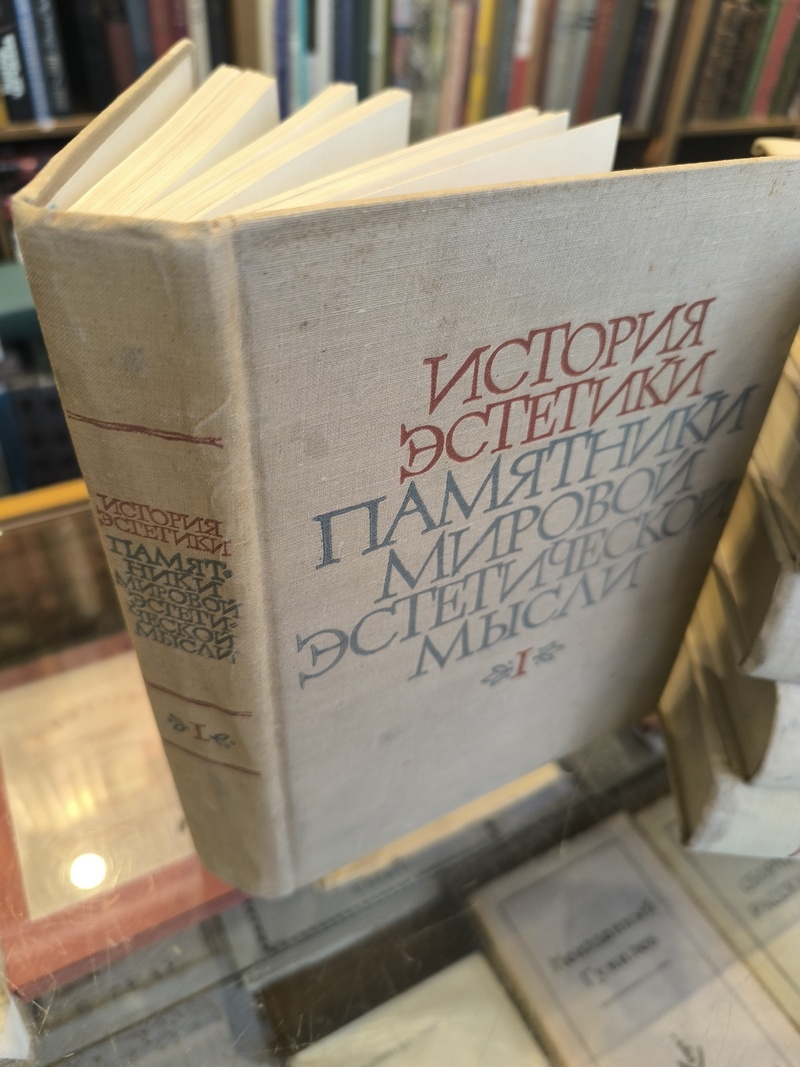 ИСТОРИЯ
ЭСТЕТИКИ
ПАМЯТНИКИ
МИРОВОЙ
ЭСТЕТИЧЕСКОЙ
МЫСЛИ
I
ИСТОРИЯ
ЭСТЕТИКИ
ПАМЯТ-
НИКИ
МИРОВОЙ
ЭСТЕТИ-
ЧЕСКОЙ
МЫСЛИ
I